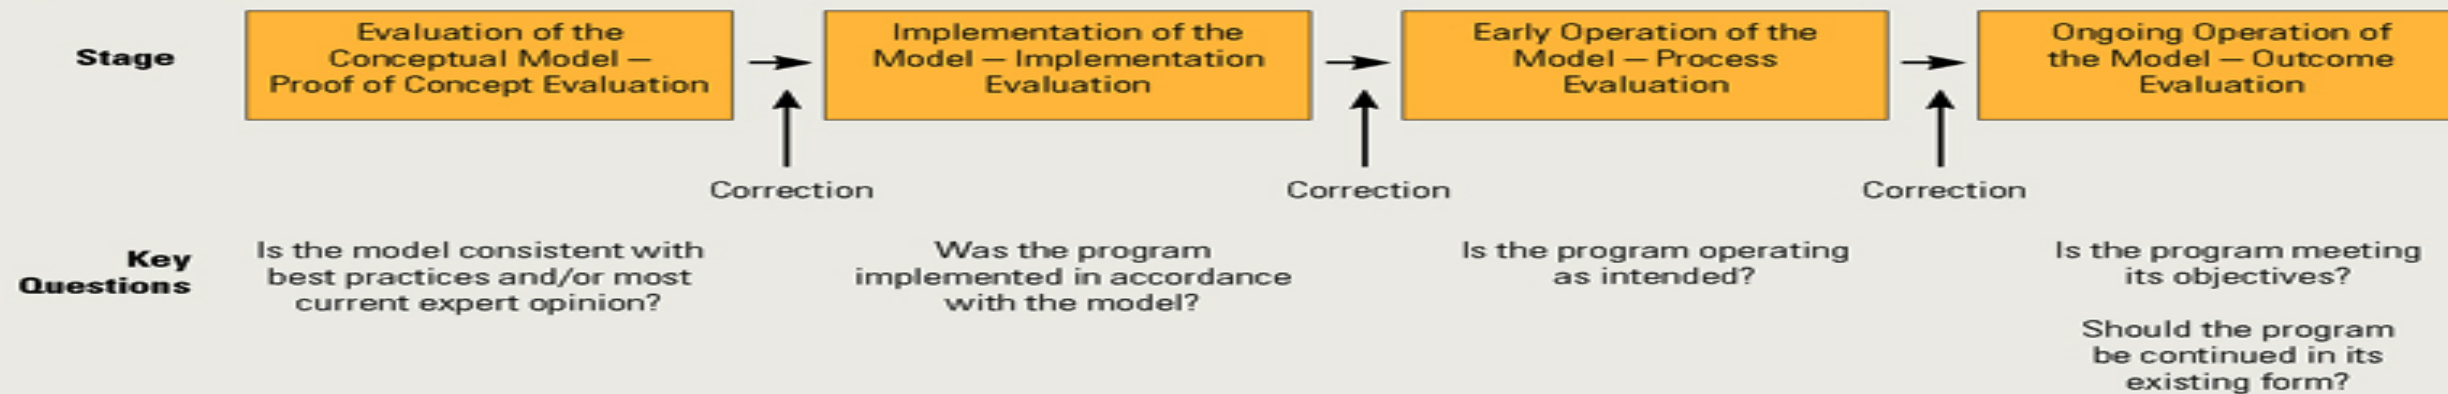 Stage
Evaluation of the
Conceptual Model —
Proof of Concept Evaluation
Implementation of the
Model — Implementation
Evaluation
Early Operation of the
Model — Process
Evaluation
Ongoing Operation of
the Model — Outcome
Evaluation
Correction
Correction
Correction
Key
Questions
Is the model consistent with
best practices and/or most
current expert opinion?
Was the program
implemented in accordance
with the model?
Is the program operating
as intended?
Is the program meeting
its objectives?
Should the program
be continued in its
existing form?